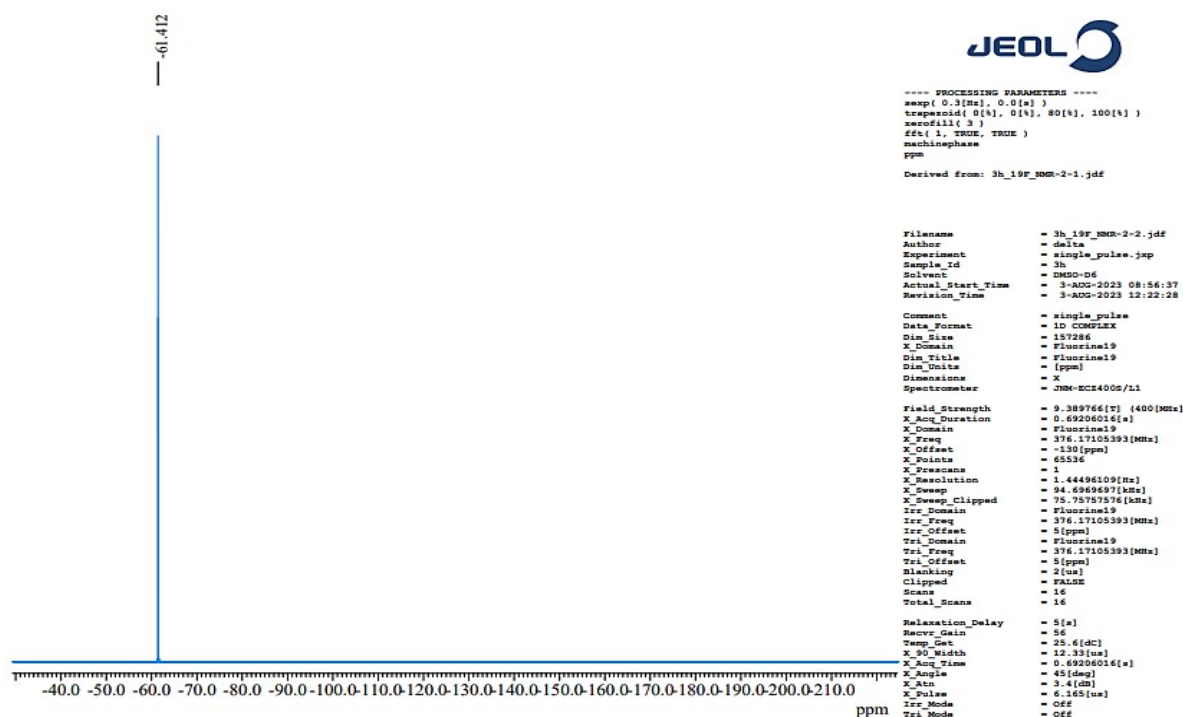 -61.412
-40.0 -50.0 -60.0 -70.0 -80.0 -90.0 -100.0 -110.0 -120.0 -130.0 -140.0 -150.0 -160.0 -170.0 -180.0 -190.0 -200.0 -210.0
ppm
JEOL
---- PROCESSING PARAMETERS ----
sexp( 0.3[Hz], 0.0[s] )
trapezoid( 0[%], 0[%], 80[%], 100[%] )
zerofill( 3 )
fft( 1, TRUE, TRUE )
machinephase
ppm
Derived from: 3h_19F_NMR-2-1.jdf
Filename = 3h_19F_NMR-2-2.jdf
Author = delta
Experiment = single_pulse.jxp
Sample_Id = 3h
Solvent = DMSO-D6
Actual_Start_Time = 3-AUG-2023 08:56:37
Revision_Time = 3-AUG-2023 12:22:28
Comment = single_pulse
Data_Format = 1D COMPLEX
Dim_Size = 157286
X_Domain = Fluorine19
Dim_Title = Fluorine19
Dim_Units = [ppm]
Dimensions = X
Spectrometer = JNM-ECZ400S/L1
Field_Strength = 9.389766[T] (400[MHz]
X_Acq_Duration = 0.69206016[s]
X_Domain = Fluorine19
X_Freq = 376.17105393[MHz]
X_Offset = -130[ppm]
X_Points = 65536
X_Prescans = 1
X_Resolution = 1.44496109[Hz]
X_Sweep = 94.6969697[kHz]
X_Sweep_Clipped = 75.75757576[kHz]
Irr_Domain = Fluorine19
Irr_Freq = 376.17105393[MHz]
Irr_Offset = 5[ppm]
Tri_Domain = Fluorine19
Tri_Freq = 376.17105393[MHz]
Tri_Offset = 5[ppm]
Blanking = 2[us]
Clipped = FALSE
Scans = 16
Total_Scans = 16
Relaxation_Delay = 5[s]
Recvr_Gain = 56
Temp_Get = 25.6[dC]
X_90_Width = 12.33[us]
X_Acq_Time = 0.69206016[s]
X_Angle = 45[deg]
X_Atn = 3.4[dB]
X_Pulse = 6.165[us]
Irr_Mode = Off
Tri_Mode = Off